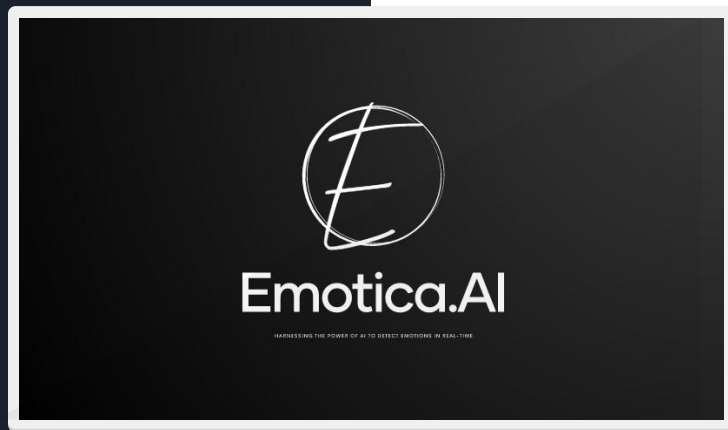 E
Emotica.AI
HARNESSING THE POWER OF AI TO DETECT EMOTIONS IN REAL-TIME